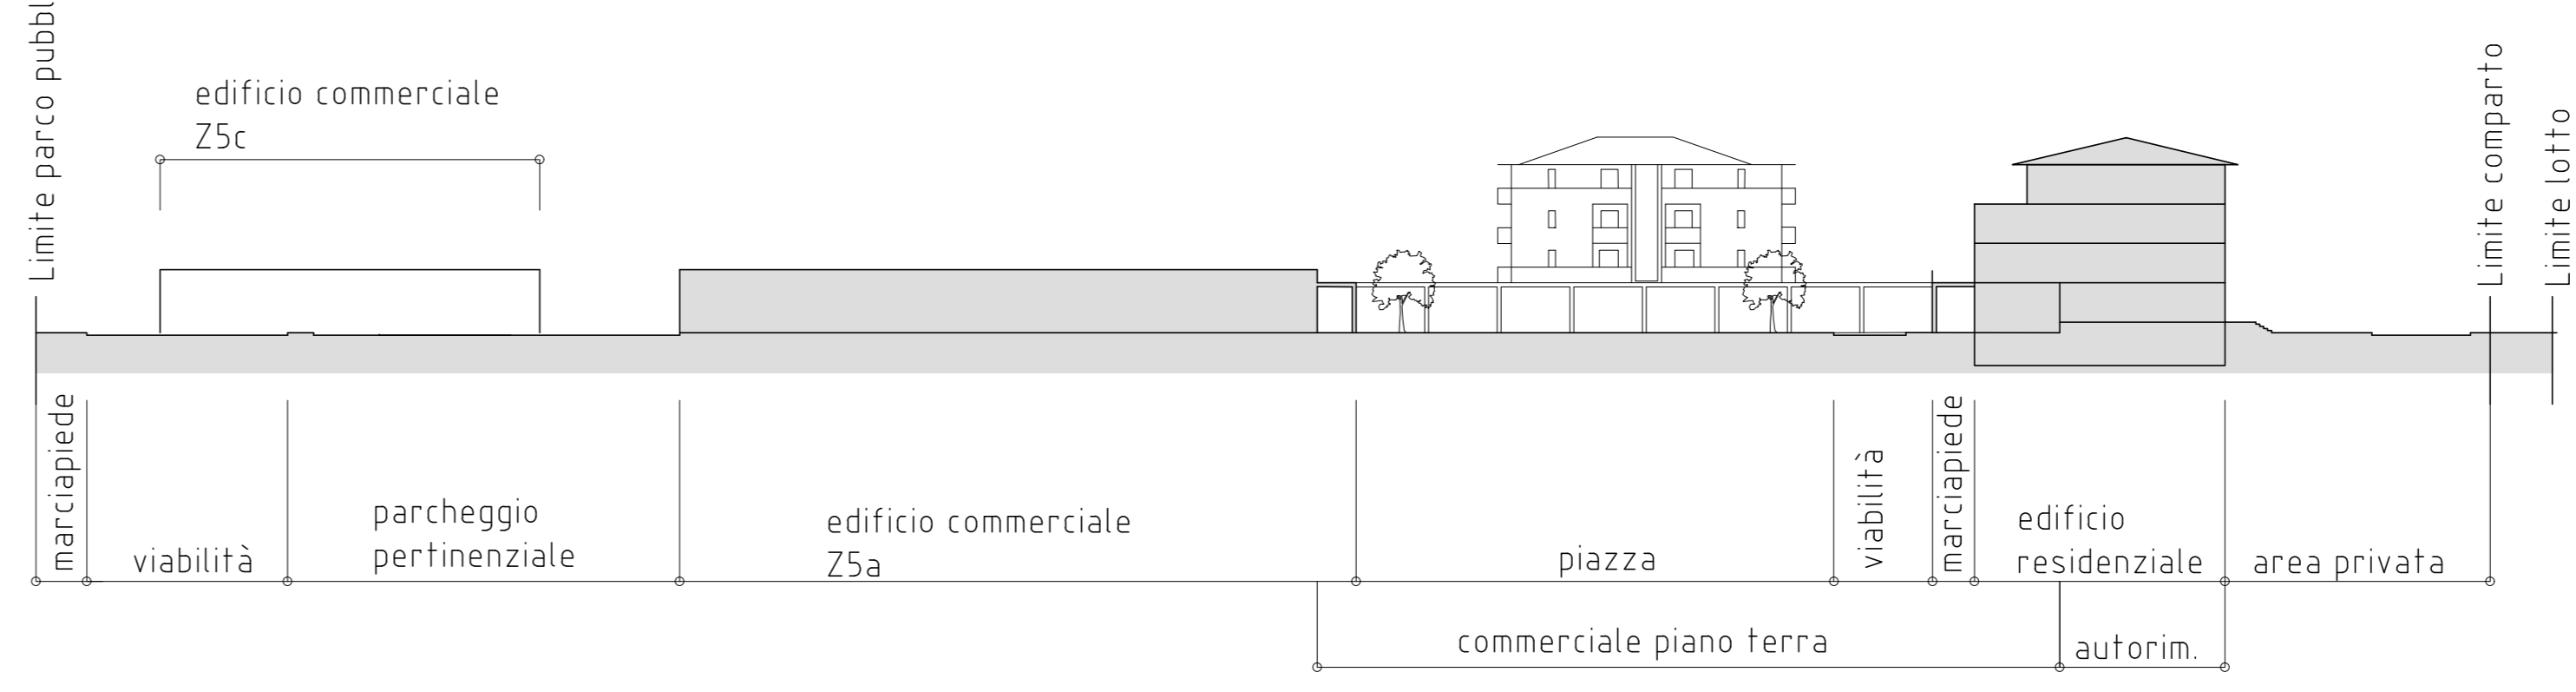 Limite parco pubbl
edificio commerciale
Z5c
Limite comparto
Limite lotto
marciapiede
viabilità
parcheggio
pertinenziale
edificio commerciale
Z5a
piazza
viabilità
marciapiede
edificio
residenziale
area privata
commerciale piano terra
autorim.